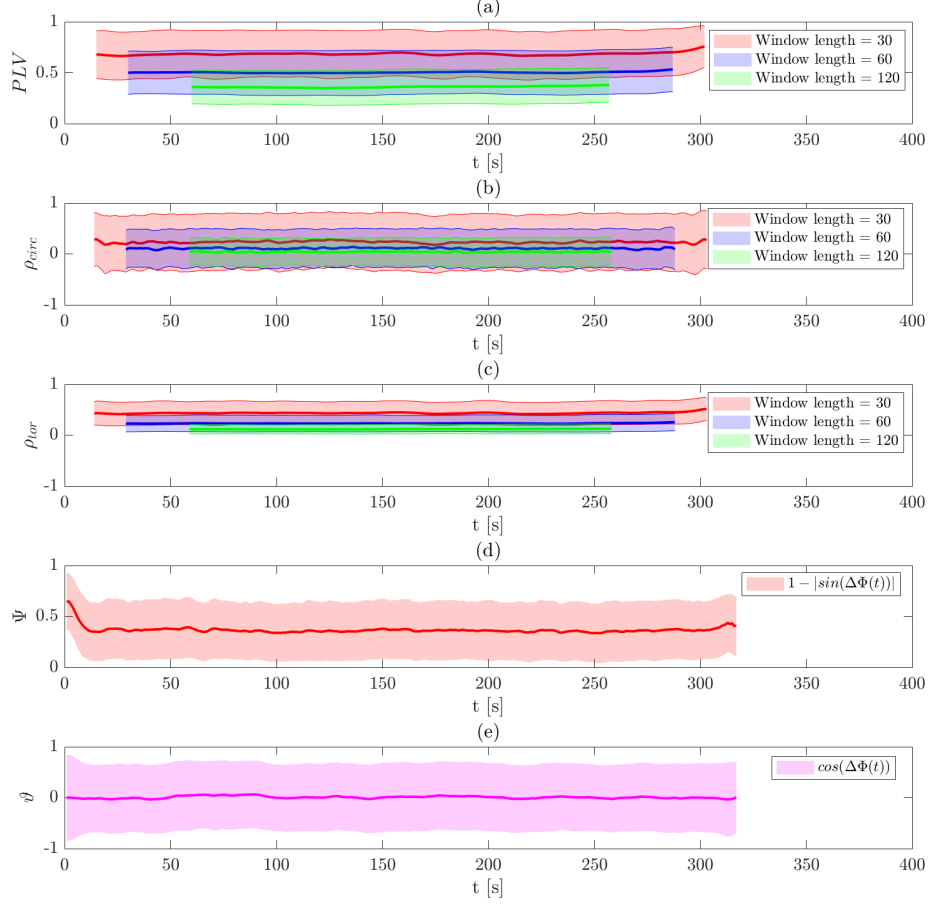 (a)
1
0.5
0
PLV
Window length = 30
Window length = 60
Window length = 120
0 50 100 150 200 250 300 350 400
t [s]
(b)
1
0
-1
ρcirc
Window length = 30
Window length = 60
Window length = 120
0 50 100 150 200 250 300 350 400
t [s]
(c)
1
0
-1
ρtor
Window length = 30
Window length = 60
Window length = 120
0 50 100 150 200 250 300 350 400
t [s]
(d)
1
0.5
0
Ψ
1 − |sin(ΔΦ(t))|
0 50 100 150 200 250 300 350 400
t [s]
(e)
1
0
-1
ϑ
cos(ΔΦ(t))
0 50 100 150 200 250 300 350 400
t [s]